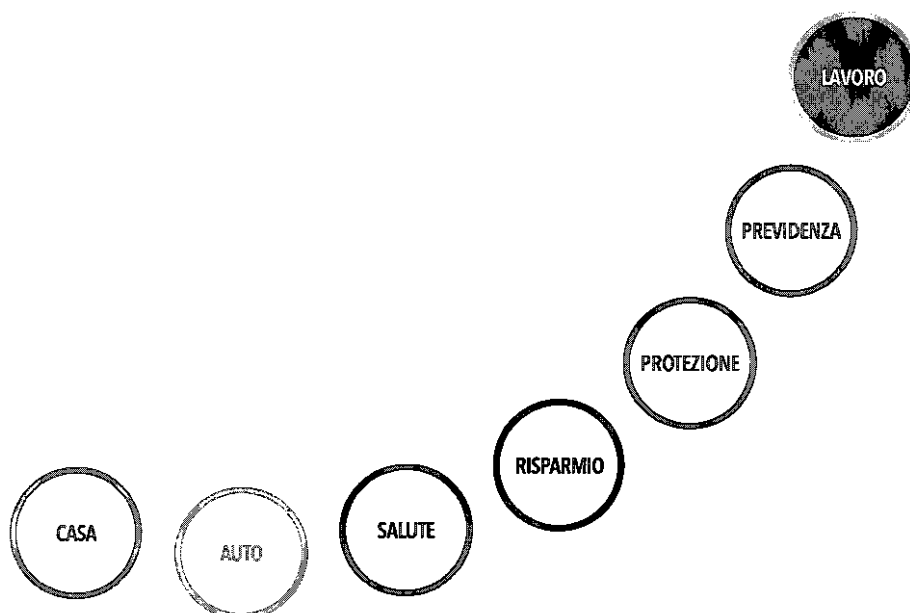 LAVORO
PREVIDENZA
PROTEZIONE
RISPARMIO
SALUTE
CASA
AUTO